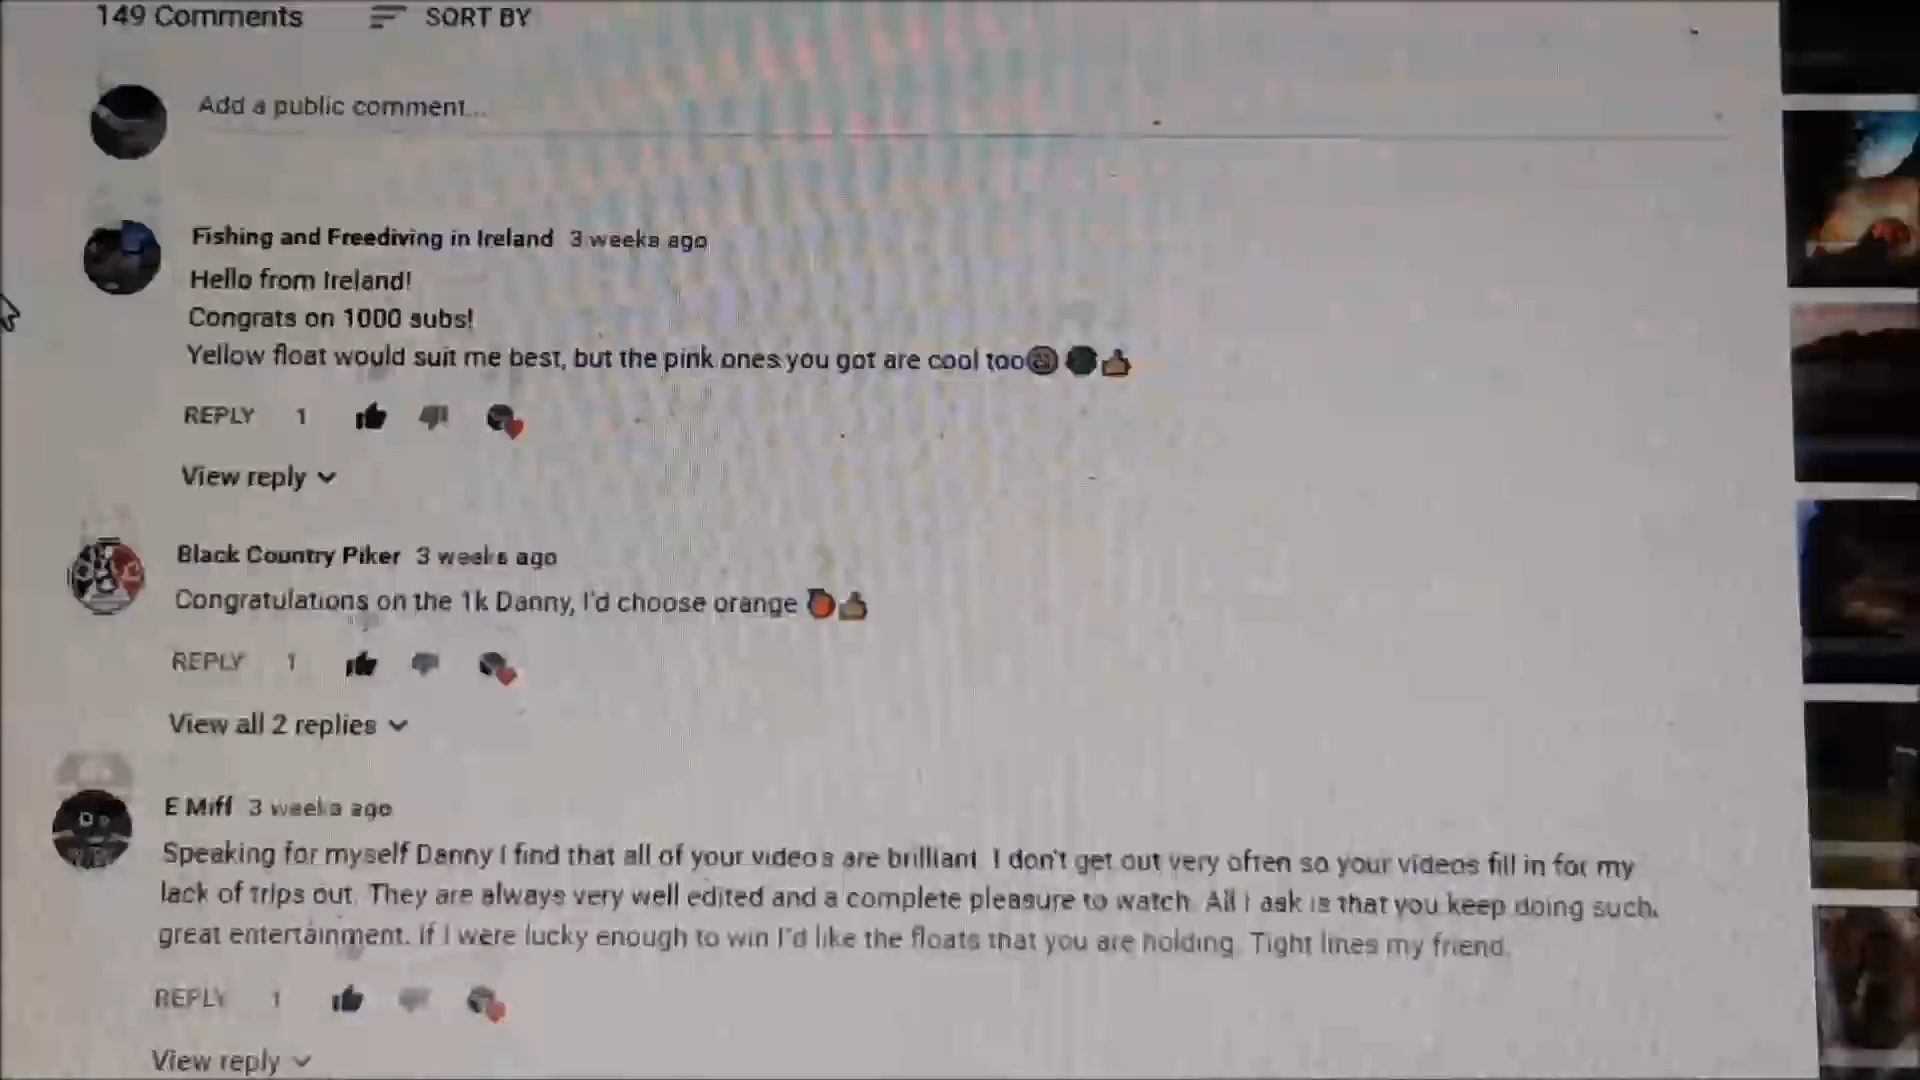 149 Comments SORT BY
Add a public comment...
Fishing and Freediving in Ireland 3 weeks ago
Hello from Ireland!
Congrats on 1000 subs!
Yellow float would suit me best, but the pink ones you got are cool too
REPLY 1
View reply
Black Country Piker 3 weeks ago
Congratulations on the 1k Danny, I'd choose orange
REPLY 1
View all 2 replies
E Miff 3 weeks ago
Speaking for myself Danny I find that all of your videos are brilliant. I don't get out very often so your videos fill in for my
lack of trips out. They are always very well edited and a complete pleasure to watch. All I ask is that you keep doing such
great entertainment. If I were lucky enough to win I'd like the floats that you are holding. Tight lines my friend.
REPLY 1
View reply